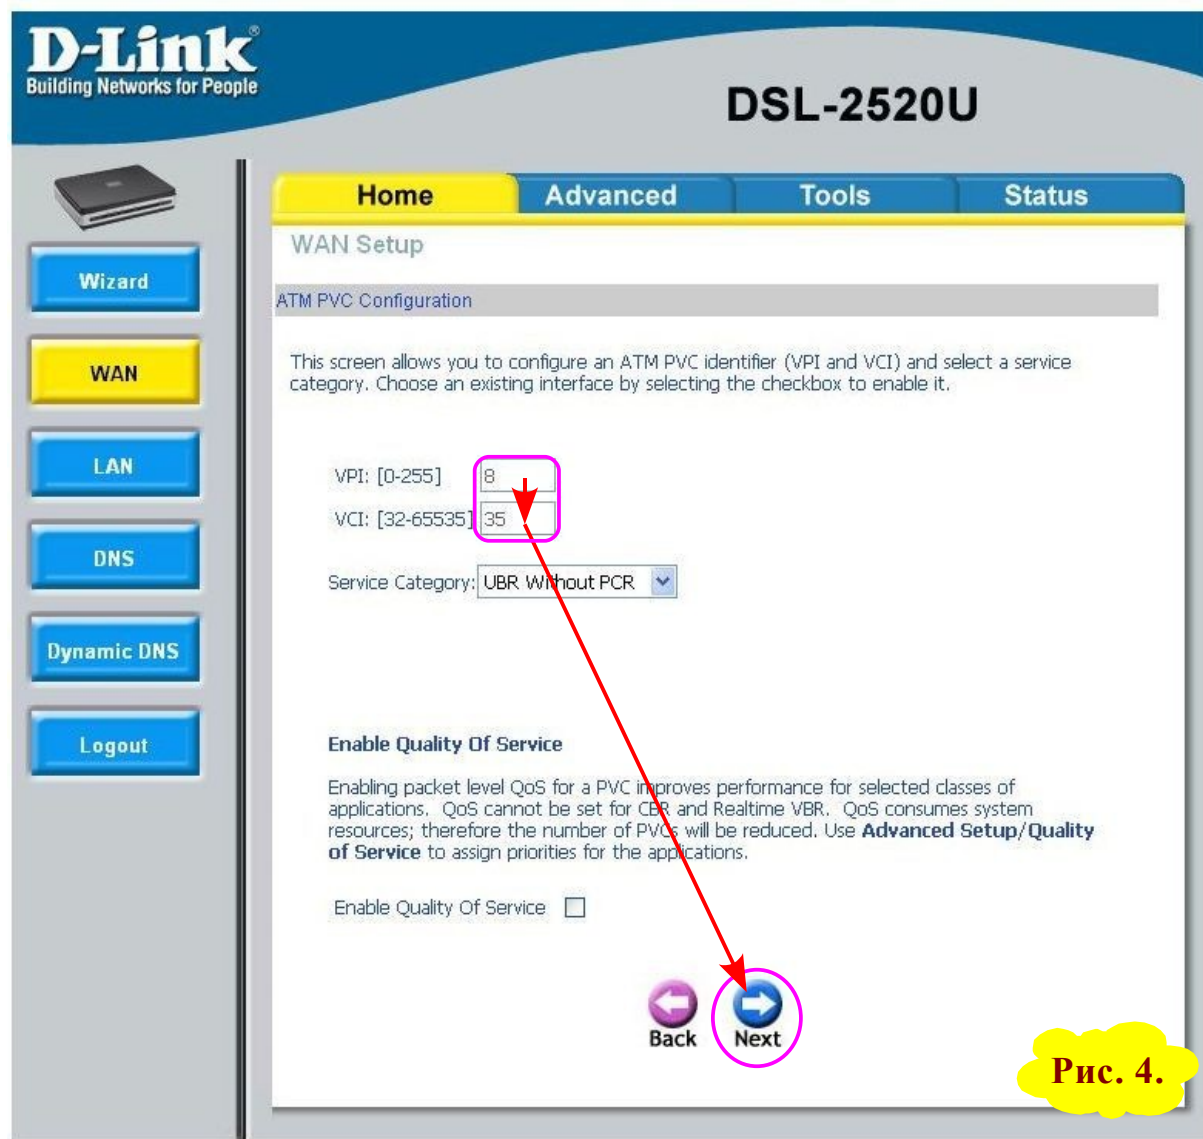 D-Link®
Building Networks for People
DSL-2520U
Home
Advanced
Tools
Status
Wizard
WAN
LAN
DNS
Dynamic DNS
Logout
WAN Setup
ATM PVC Configuration
This screen allows you to configure an ATM PVC identifier (VPI and VCI) and select a service
category. Choose an existing interface by selecting the checkbox to enable it.
VPI: [0-255] 8
VCI: [32-65535] 35
Service Category: UBR Without PCR
Enable Quality Of Service
Enabling packet level QoS for a PVC improves performance for selected classes of
applications. QoS cannot be set for CBR and Realtime VBR. QoS consumes system
resources; therefore the number of PVCs will be reduced. Use Advanced Setup/Quality
of Service to assign priorities for the applications.
Enable Quality Of Service
Back
Next
Рис. 4.